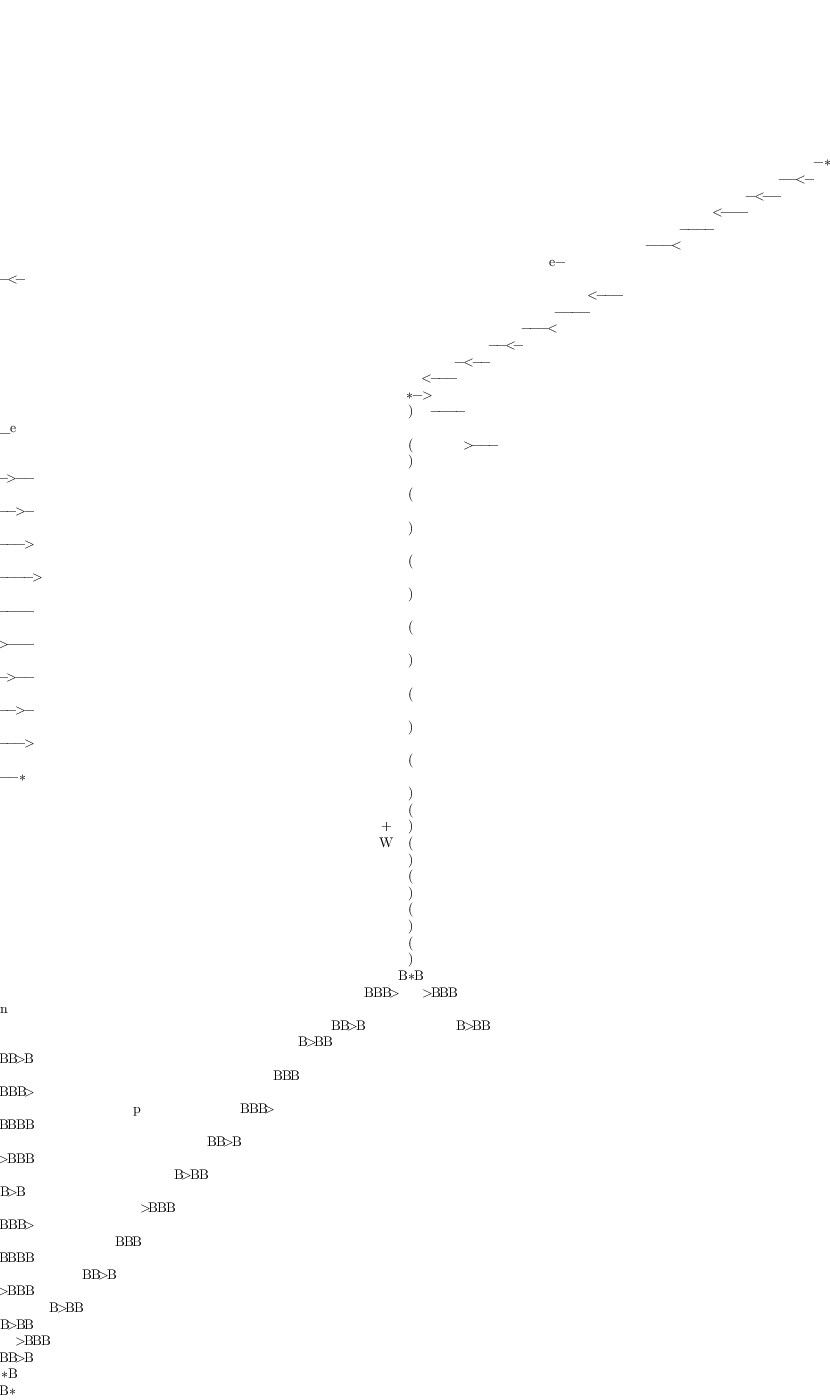 —*
——<—
—<——
<———
————
———<
e—
—<—
<———
————
———<
——<—
—<——
<———
*—>
) ————
__e
( >———
)
—>——
(
——>—
)
———>
(
————>
)
————
(
>———
)
—>——
(
——>—
)
———>
(
——*
)
(
+ )
W (
)
(
)
(
)
(
)
B*B
BBB> >BBB
n
BB>B B>BB
B>BB
BB>B
BBB
BBB>
p BBB>
BBBB
BB>B
>BBB
B>BB
B>B
>BBB
BBB>
BBB
BBBB
BB>B
>BBB
B>BB
B>BB
>BBB
BB>B
*B
B*